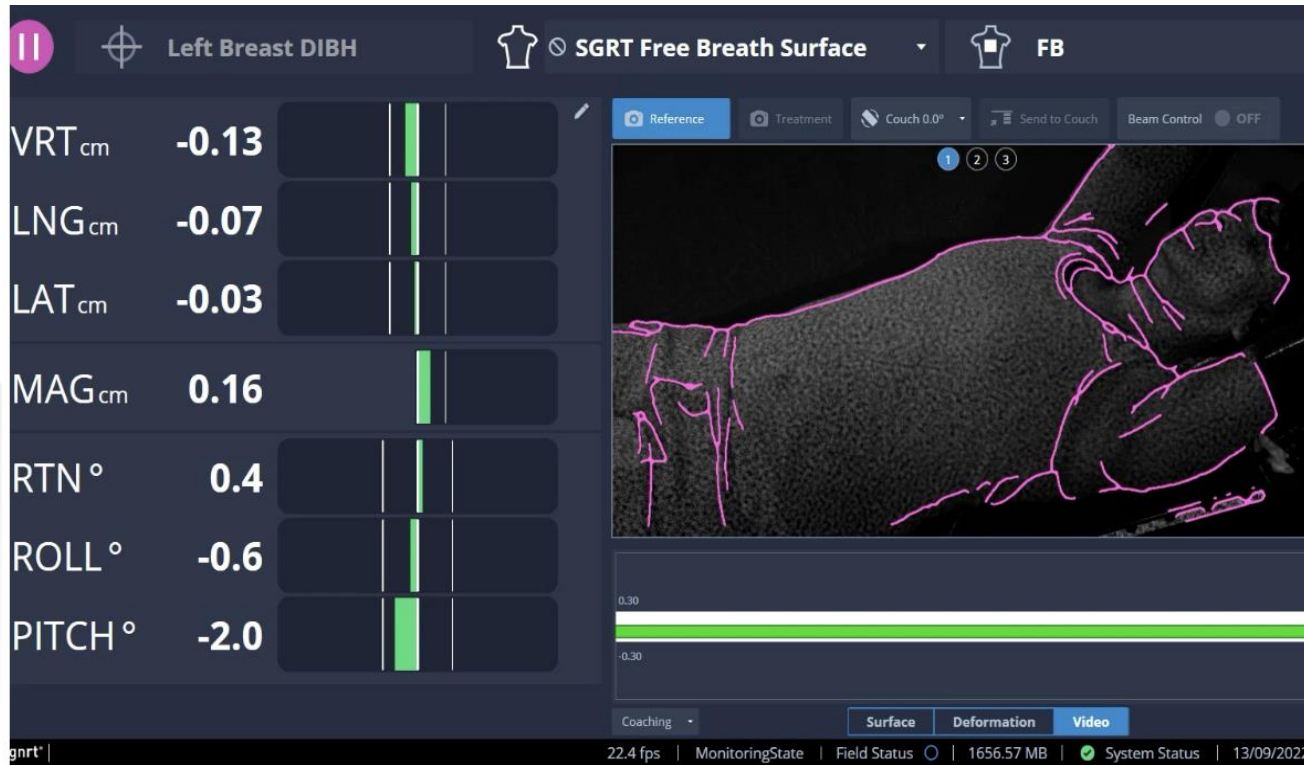 Left Breast DIBH
SGRT Free Breath Surface
FB
VRT cm -0.13
LNG cm -0.07
LAT cm -0.03
MAG cm 0.16
RTN ° 0.4
ROLL ° -0.6
PITCH ° -2.0
Reference
Treatment
Couch 0.0°
Send to Couch
Beam Control OFF
1 2 3
0.30
-0.30
Coaching
Surface Deformation Video
gnrt
22.4 fps | MonitoringState | Field Status | 1656.57 MB | System Status | 13/09/2022